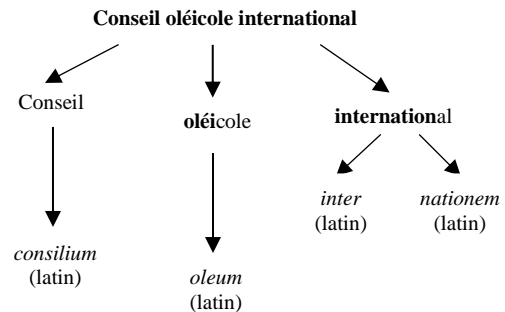 Conseil oléicole international
Conseil
oléicole
international
inter
(latin)
nationem
(latin)
consilium
(latin)
oleum
(latin)